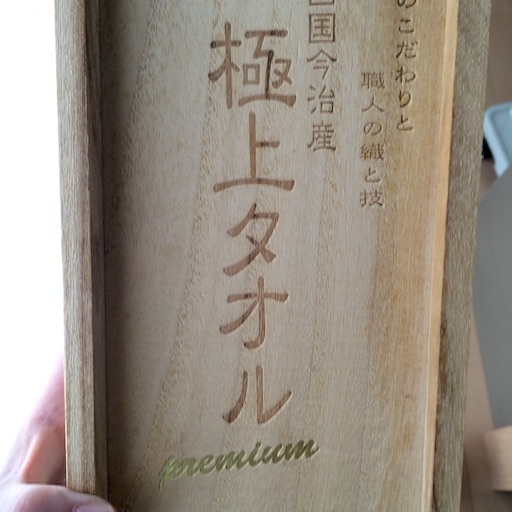 のこだわりと
職人の織と技
国今治産
極上タオル
premium